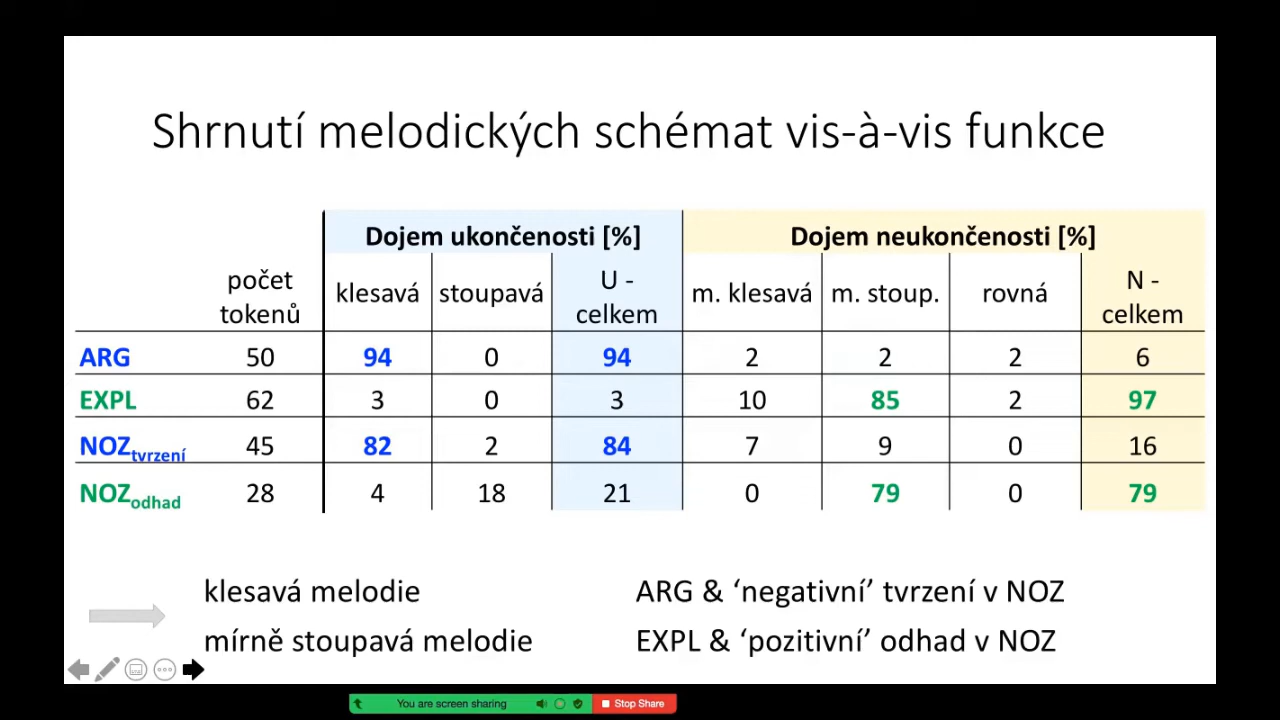 Shrnutí melodických schémat vis-à-vis funkce
Dojem ukončenosti [%] Dojem neukončenosti [%]
počet tokenů klesavá stoupavá U - celkem m. klesavá m. stoup. rovná N - celkem
ARG 50 94 0 94 2 2 2 6
EXPL 62 3 0 3 10 85 2 97
NOZtvrzení 45 82 2 84 7 9 0 16
NOZodhad 28 4 18 21 0 79 0 79
klesavá melodie ARG & ‘negativní’ tvrzení v NOZ
mírně stoupavá melodie EXPL & ‘pozitivní’ odhad v NOZ
You are screen sharing Stop Share